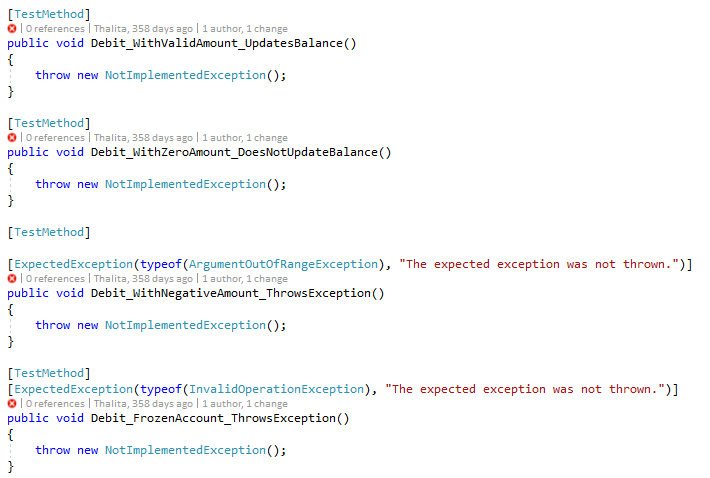 [TestMethod]
| 0 references | Thalita, 358 days ago | 1 author, 1 change
public void Debit_WithValidAmount_UpdatesBalance()
{
throw new NotImplementedException();
}
[TestMethod]
| 0 references | Thalita, 358 days ago | 1 author, 1 change
public void Debit_WithZeroAmount_DoesNotUpdateBalance()
{
throw new NotImplementedException();
}
[TestMethod]
[ExpectedException(typeof(ArgumentOutOfRangeException), "The expected exception was not thrown.")]
| 0 references | Thalita, 358 days ago | 1 author, 1 change
public void Debit_WithNegativeAmount_ThrowsException()
{
throw new NotImplementedException();
}
[TestMethod]
[ExpectedException(typeof(InvalidOperationException), "The expected exception was not thrown.")]
| 0 references | Thalita, 358 days ago | 1 author, 1 change
public void Debit_FrozenAccount_ThrowsException()
{
throw new NotImplementedException();
}